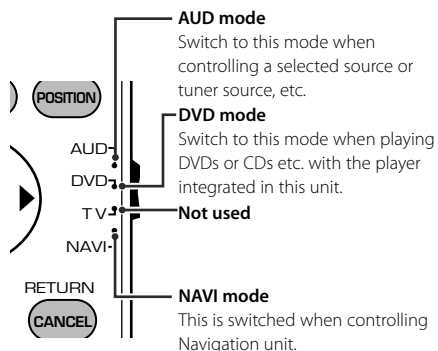 AUD mode
Switch to this mode when
controlling a selected source or
tuner source, etc.
DVD mode
Switch to this mode when playing
DVDs or CDs etc. with the player
integrated in this unit.
Not used
NAVI mode
This is switched when controlling
Navigation unit.
POSITION
AUD
DVD
TV
NAVI
RETURN
CANCEL